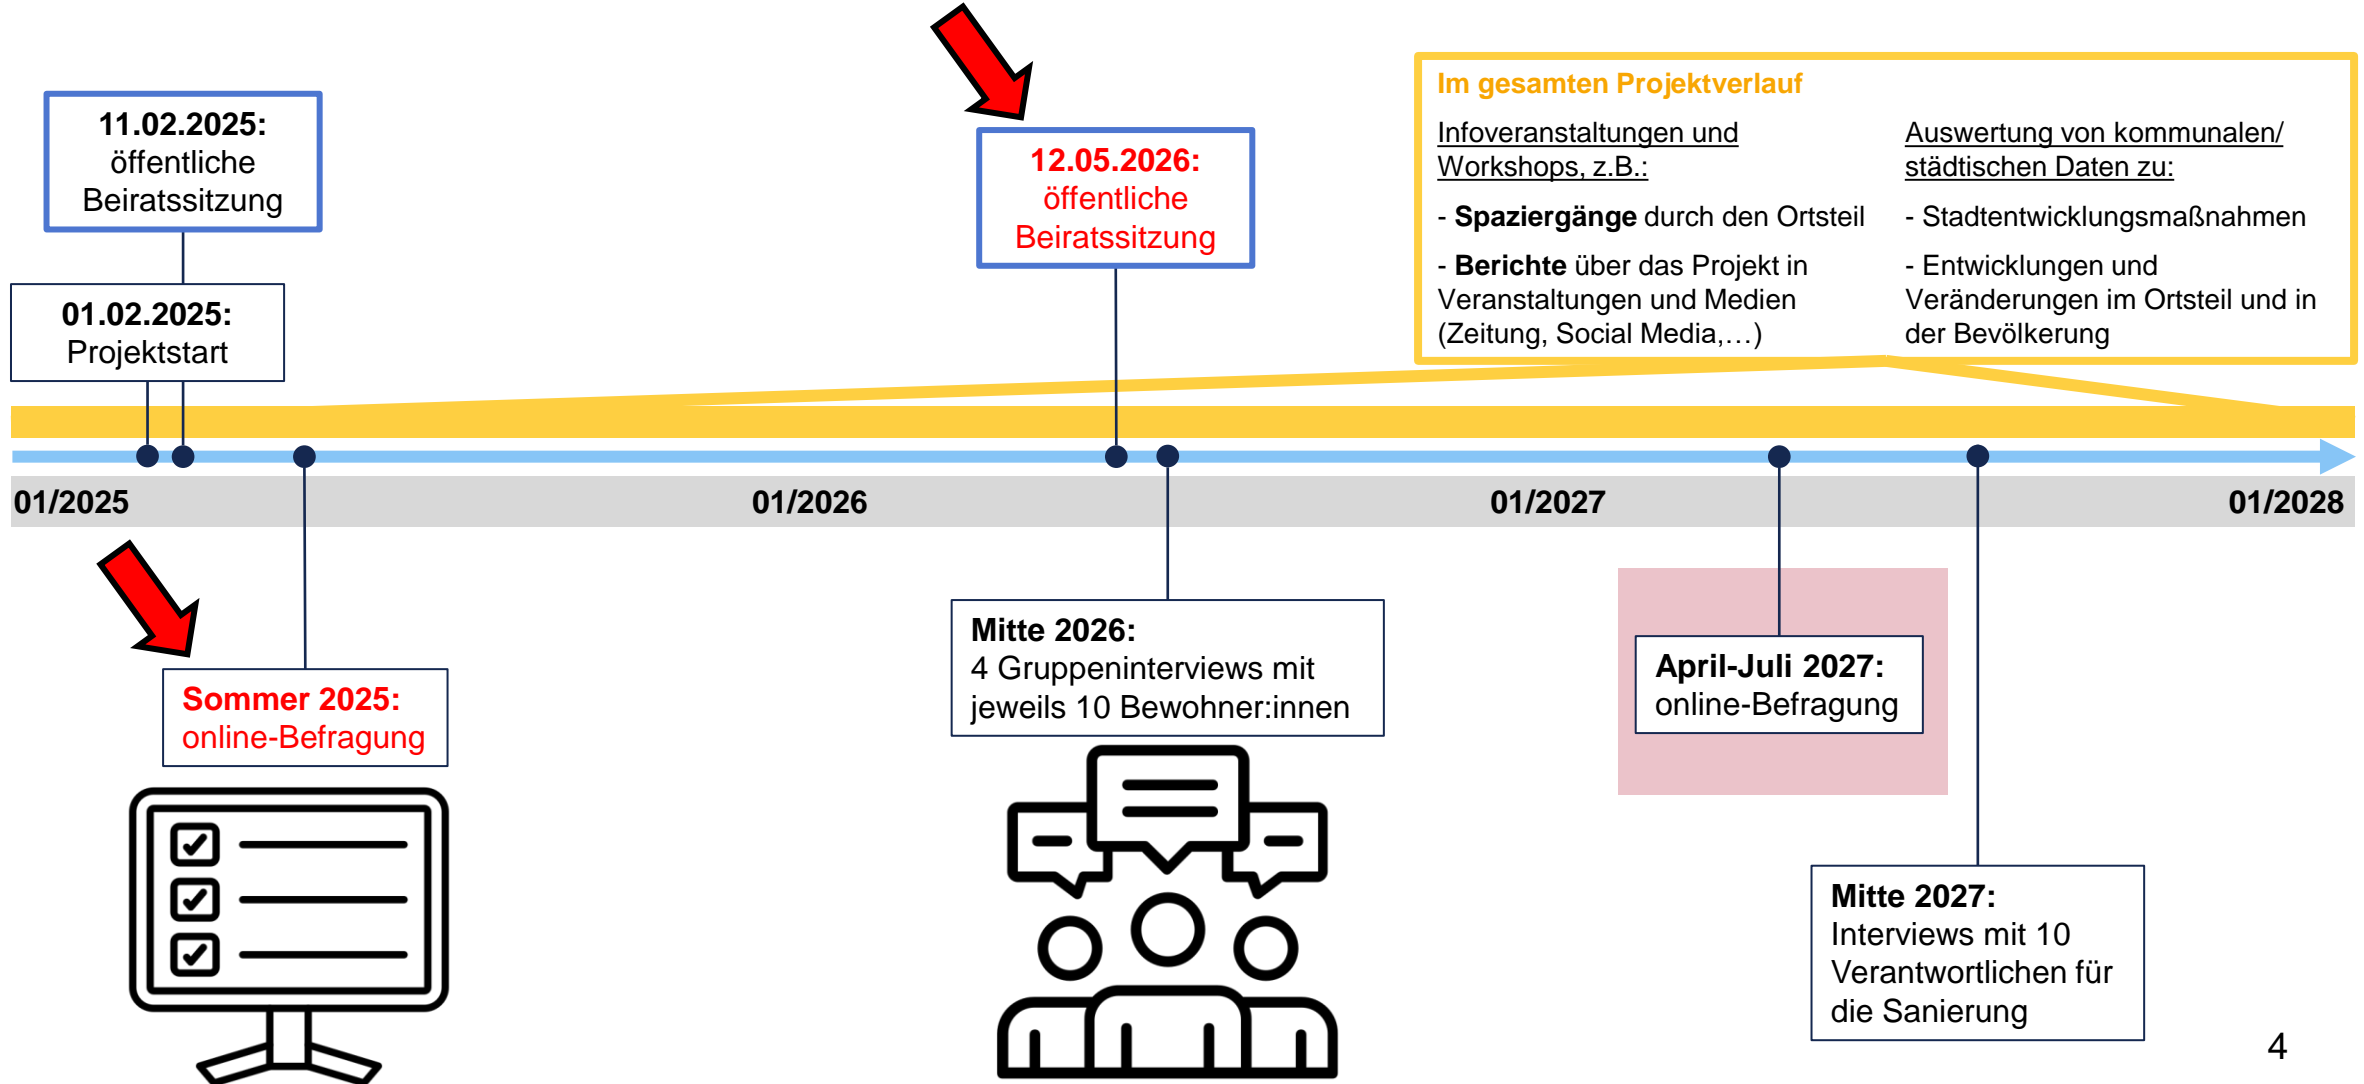 11.02.2025:
öffentliche
Beiratssitzung
01.02.2025:
Projektstart
12.05.2026:
öffentliche
Beiratssitzung
Im gesamten Projektverlauf
Infoveranstaltungen und
Workshops, z.B.:
- Spaziergänge durch den Ortsteil
- Berichte über das Projekt in
Veranstaltungen und Medien
(Zeitung, Social Media,…)
Auswertung von kommunalen/
städtischen Daten zu:
- Stadtentwicklungsmaßnahmen
- Entwicklungen und
Veränderungen im Ortsteil und in
der Bevölkerung
01/2025
01/2026
01/2027
01/2028
Sommer 2025:
online-Befragung
Mitte 2026:
4 Gruppeninterviews mit
jeweils 10 Bewohner:innen
April-Juli 2027:
online-Befragung
Mitte 2027:
Interviews mit 10
Verantwortlichen für
die Sanierung
4